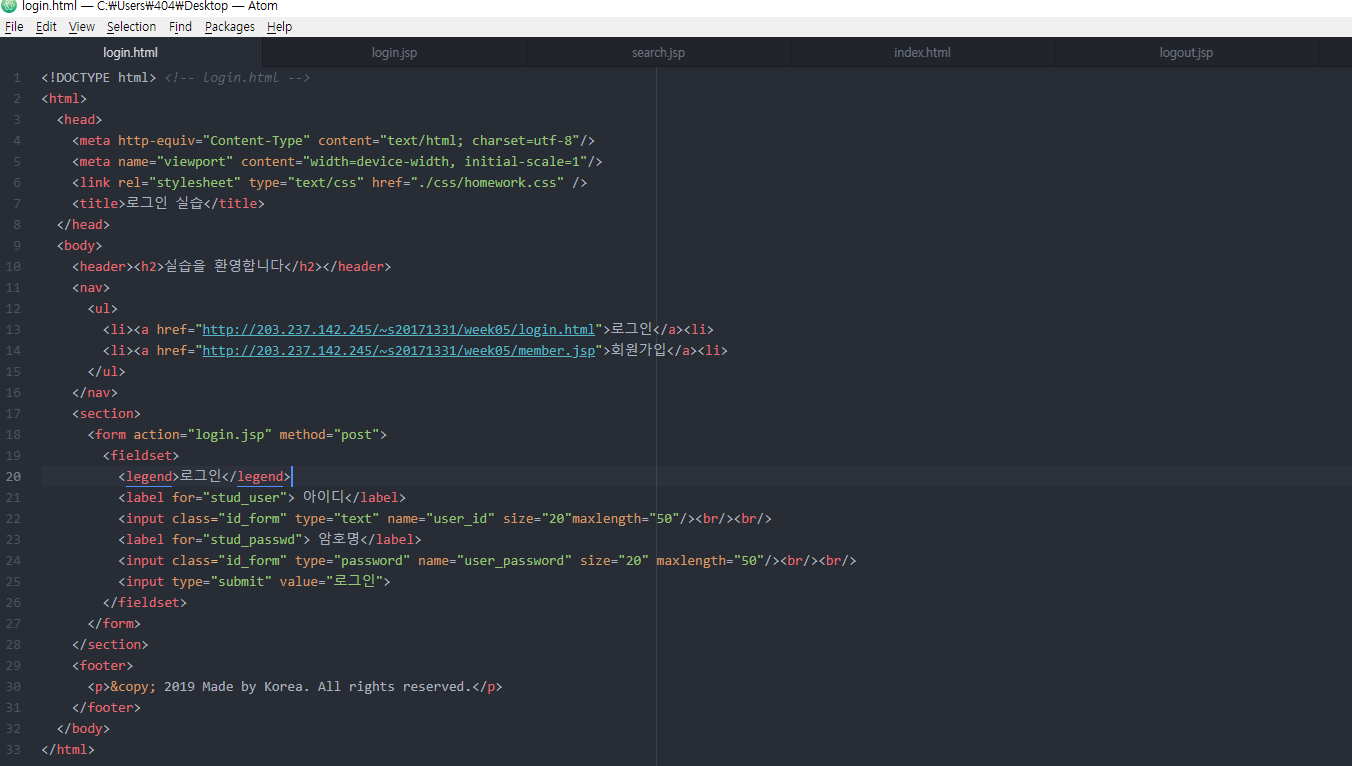 login.html — C:₩Users₩404₩Desktop — Atom
File Edit View Selection Find Packages Help
login.html login.jsp search.jsp index.html logout.jsp
1 <!DOCTYPE html> <!-- login.html -->
2 <html>
3 <head>
4 <meta http-equiv="Content-Type" content="text/html; charset=utf-8"/>
5 <meta name="viewport" content="width=device-width, initial-scale=1"/>
6 <link rel="stylesheet" type="text/css" href="./css/homework.css" />
7 <title>로그인 실습</title>
8 </head>
9 <body>
10 <header><h2>실습을 환영합니다</h2></header>
11 <nav>
12 <ul>
13 <li><a href="http://203.237.142.245/~s20171331/week05/login.html">로그인</a><li>
14 <li><a href="http://203.237.142.245/~s20171331/week05/member.jsp">회원가입</a><li>
15 </ul>
16 </nav>
17 <section>
18 <form action="login.jsp" method="post">
19 <fieldset>
20 <legend>로그인</legend>
21 <label for="stud_user"> 아이디</label>
22 <input class="id_form" type="text" name="user_id" size="20"maxlength="50"/><br/><br/>
23 <label for="stud_passwd"> 암호명</label>
24 <input class="id_form" type="password" name="user_password" size="20" maxlength="50"/><br/><br/>
25 <input type="submit" value="로그인">
26 </fieldset>
27 </form>
28 </section>
29 <footer>
30 <p>&copy; 2019 Made by Korea. All rights reserved.</p>
31 </footer>
32 </body>
33 </html>